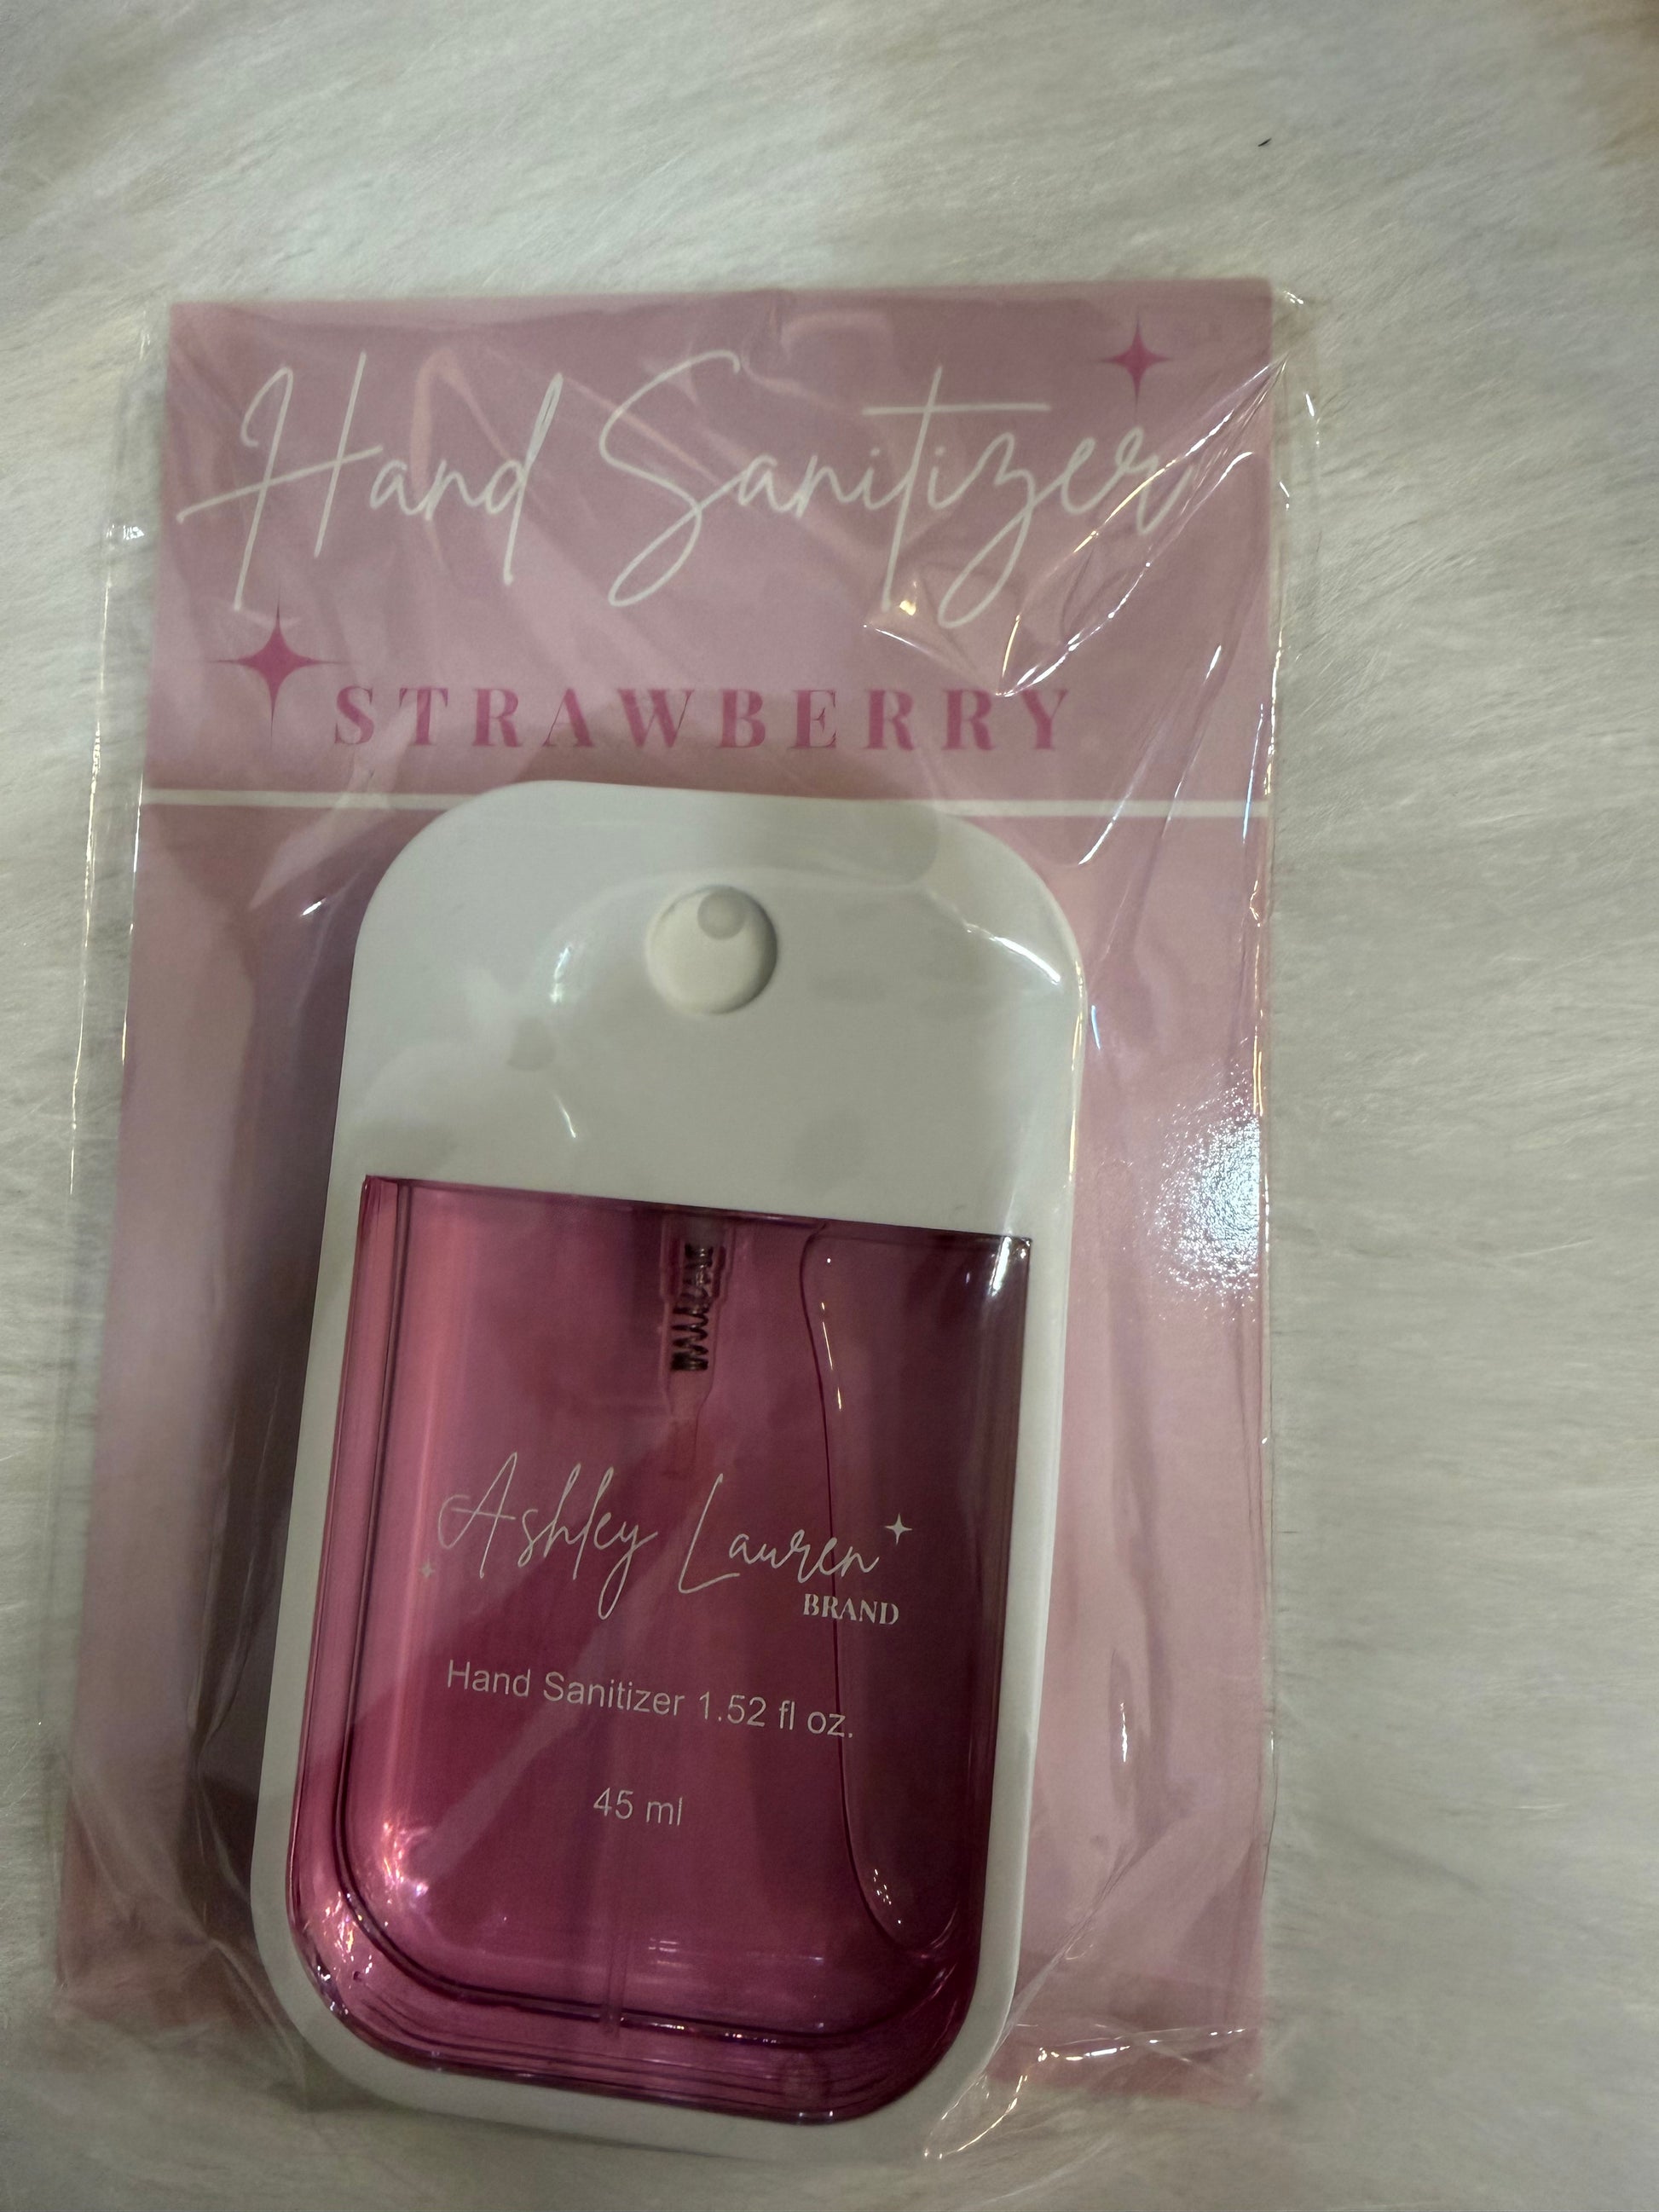 Hand Sanitizer
STRAWBERRY
Ashley Lauren
BRAND
Hand Sanitizer 1.52 fl oz.
45 ml